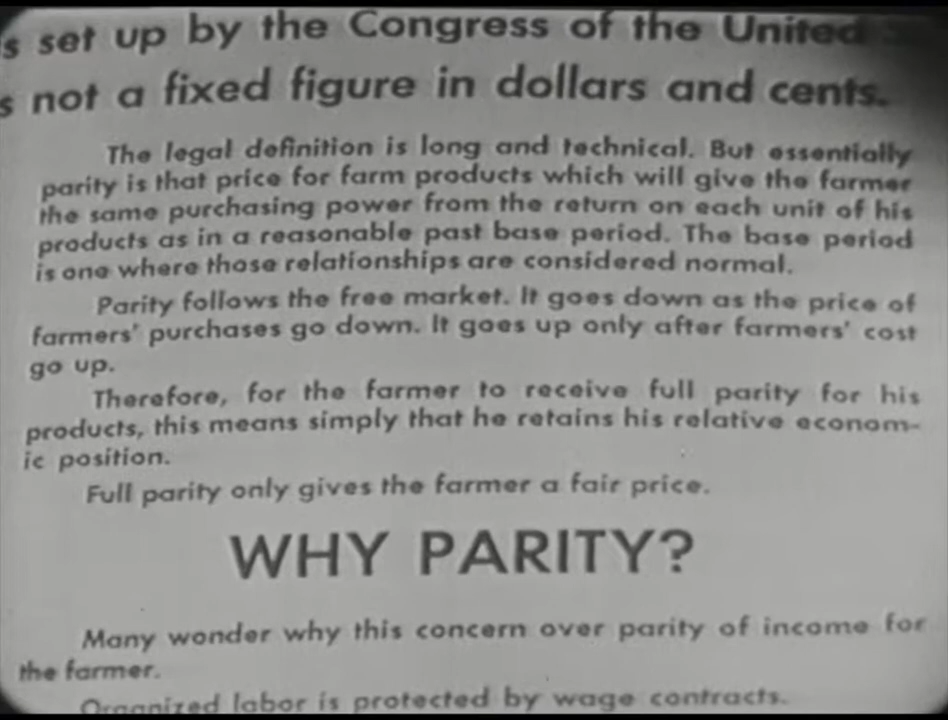 s set up by the Congress of the United
s not a fixed figure in dollars and cents.
The legal definition is long and technical. But essentially
parity is that price for farm products which will give the farmer
the same purchasing power from the return on each unit of his
products as in a reasonable past base period. The base period
is one where those relationships are considered normal.
Parity follows the free market. It goes down as the price of
farmers' purchases go down. It goes up only after farmers' cost
go up.
Therefore, for the farmer to receive full parity for his
products, this means simply that he retains his relative econom-
ic position.
Full parity only gives the farmer a fair price.
WHY PARITY?
Many wonder why this concern over parity of income for
the farmer.
Organized labor is protected by wage contracts.